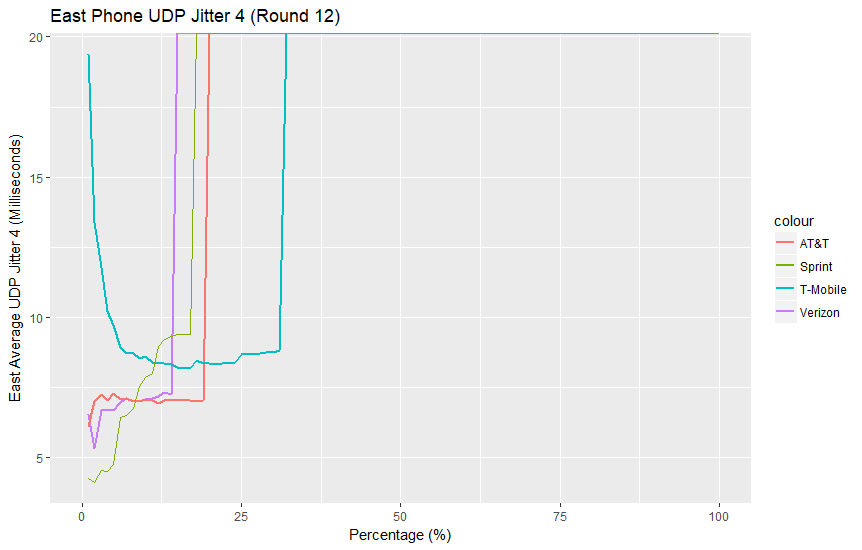 East Phone UDP Jitter 4 (Round 12)
East Average UDP Jitter 4 (Milliseconds)
20
15
10
5
0
25
50
75
100
Percentage (%)
colour
AT&T
Sprint
T-Mobile
Verizon